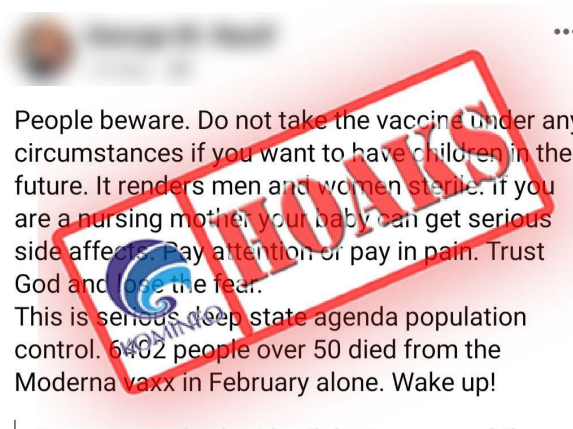 People beware. Do not take the vaccine under any
circumstances if you want to have children in the
future. It renders men and women sterile. If you
are a nursing mother your baby can get serious
side affects. Pay attention or pay in pain. Trust
God and lose the fear.
This is serious deep state agenda population
control. 6402 people over 50 died from the
Moderna vaxx in February alone. Wake up!
HOAKS
KOMINFO